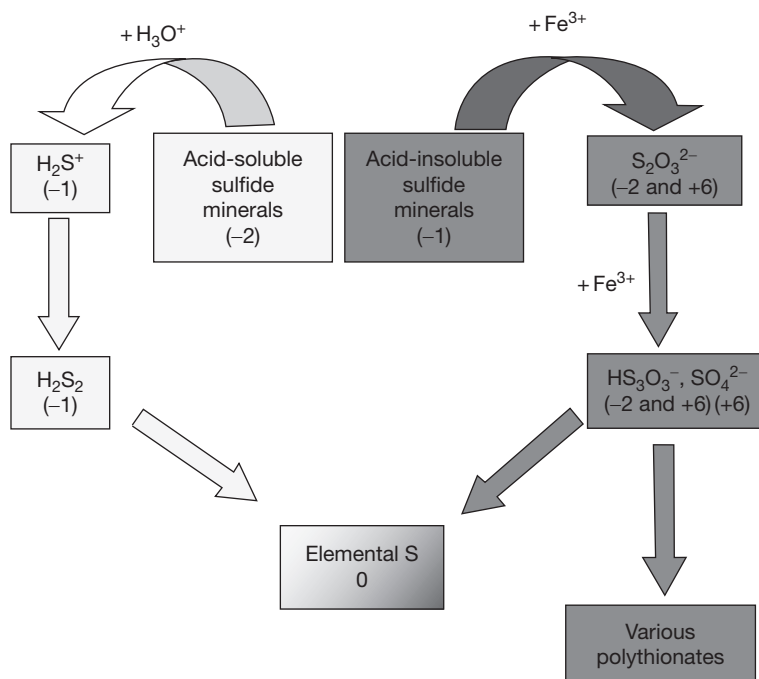 + H₃O⁺
+ Fe³⁺
H₂S⁺
(−1)
Acid-soluble
sulfide
minerals
(−2)
Acid-insoluble
sulfide
minerals
(−1)
S₂O₃²⁻
(−2 and +6)
+ Fe³⁺
H₂S₂
(−1)
HS₃O₃⁻, SO₄²⁻
(−2 and +6) (+6)
Elemental S
0
Various
polythionates